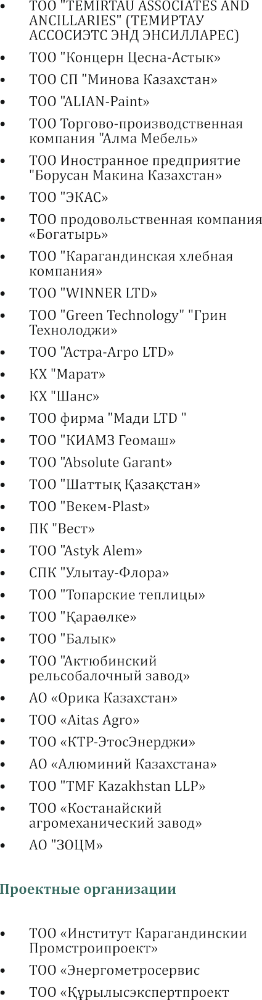 • ТОО "TEMIRTAU ASSOCIATES AND
ANCILLARIES" (ТЕМИРТАУ
АССОСИЭТС ЭНД ЭНСИЛЛАРЕС)
• ТОО "Концерн Цесна-Астык»
• ТОО СП "Минова Казахстан»
• ТОО "ALIAN-Paint»
• ТОО Торгово-производственная
компания "Алма Мебель»
• ТОО Иностранное предприятие
"Борусан Макина Казахстан»
• ТОО "ЭКАС»
• ТОО продовольственная компания
«Богатырь»
• ТОО "Карагандинская хлебная
компания»
• ТОО "WINNER LTD»
• ТОО "Green Technology" "Грин
Технолоджи»
• ТОО "Астра-Агро LTD»
• КХ "Марат»
• КХ "Шанс»
• ТОО фирма "Мади LTD "
• ТОО "КИАМЗ Геомаш»
• ТОО "Absolute Garant»
• ТОО "Шаттық Қазақстан»
• ТОО "Векем-Plast»
• ПК "Вест»
• ТОО "Astyk Alem»
• СПК "Улытау-Флора»
• ТОО "Топарские теплицы»
• ТОО "Қараөлке»
• ТОО "Балык»
• ТОО "Актюбинский
рельсобалочный завод»
• АО «Орика Казахстан»
• ТОО «Aitas Agro»
• ТОО «КТР-ЭтосЭнерджи»
• АО «Алюминий Казахстана»
• ТОО "TMF Kazakhstan LLP»
• ТОО «Костанайский
агромеханический завод»
• АО "ЗОЦМ»
Проектные организации
• ТОО «Институт Карагандинскии
Промстроипроект»
• ТОО «Энергометросервис
• ТОО «Құрылысэкспертпроект